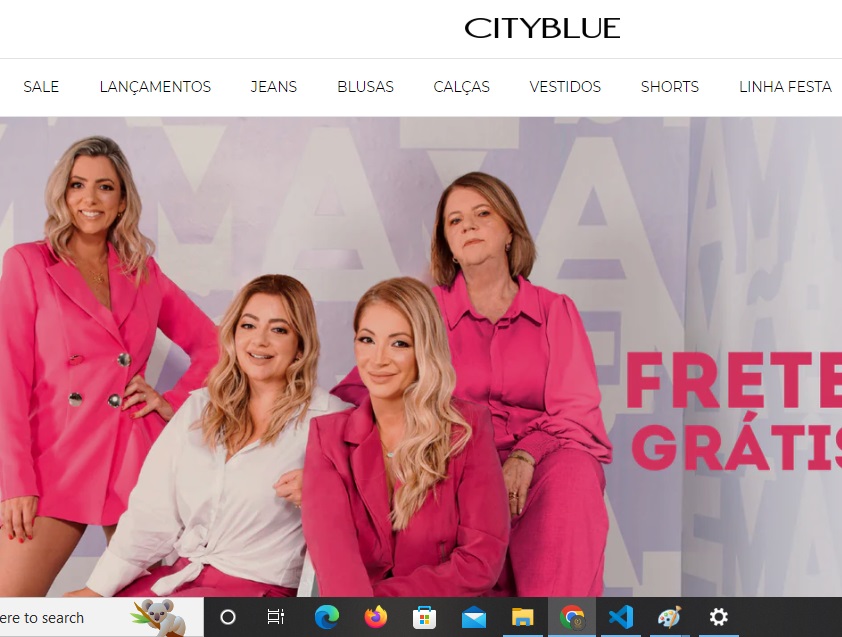 CITYBLUE
SALE LANÇAMENTOS JEANS BLUSAS CALÇAS VESTIDOS SHORTS LINHA FESTA
FRETE
GRÁTIS
ere to search